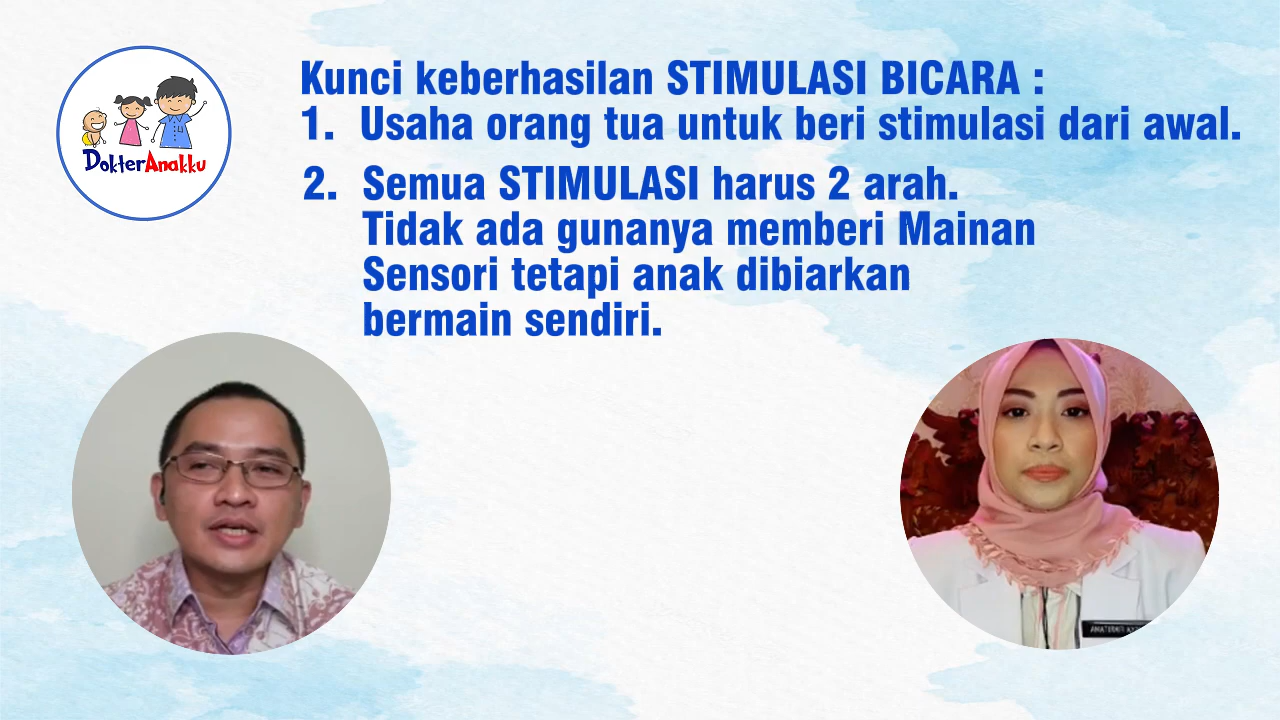 DokterAnakku
Kunci keberhasilan STIMULASI BICARA :
1. Usaha orang tua untuk beri stimulasi dari awal.
2. Semua STIMULASI harus 2 arah.
Tidak ada gunanya memberi Mainan
Sensori tetapi anak dibiarkan
bermain sendiri.